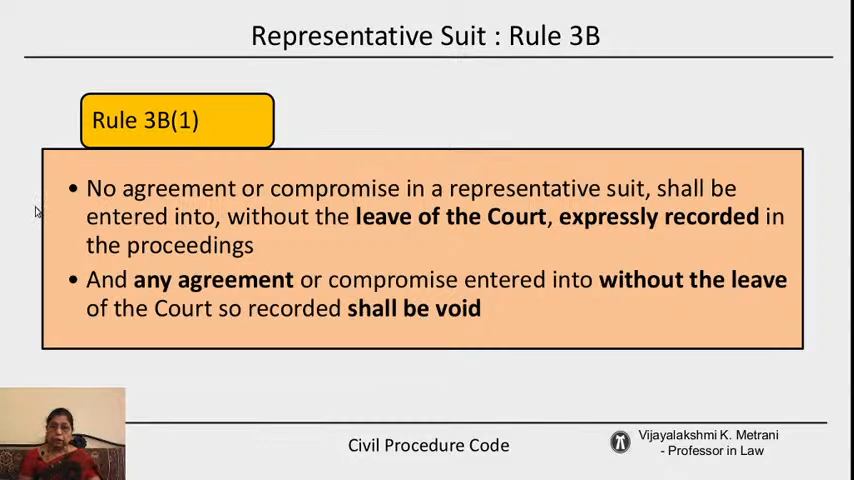 Representative Suit : Rule 3B
Rule 3B(1)
• No agreement or compromise in a representative suit, shall be
entered into, without the leave of the Court, expressly recorded in
the proceedings
• And any agreement or compromise entered into without the leave
of the Court so recorded shall be void
Civil Procedure Code
Vijayalakshmi K. Metrani
- Professor in Law